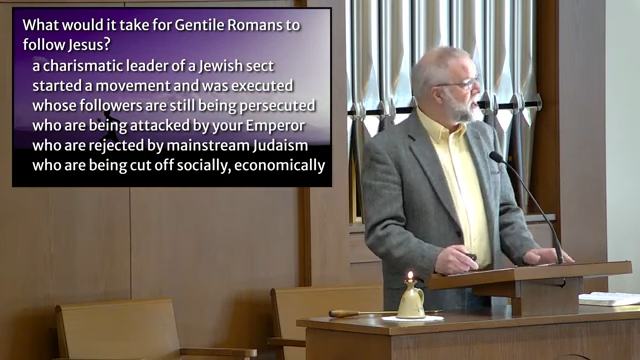 What would it take for Gentile Romans to
follow Jesus?
a charismatic leader of a Jewish sect
started a movement and was executed
whose followers are still being persecuted
who are being attacked by your Emperor
who are rejected by mainstream Judaism
who are being cut off socially, economically